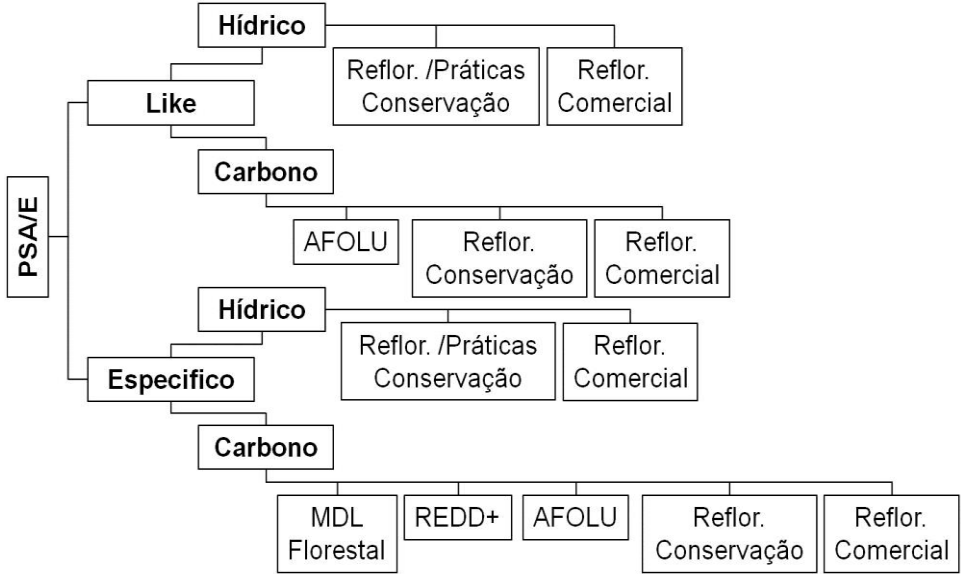 PSA/E
Like
Hídrico
Reflor. /Práticas
Conservação
Reflor.
Comercial
Carbono
AFOLU
Reflor.
Conservação
Reflor.
Comercial
Especifico
Hídrico
Reflor. /Práticas
Conservação
Reflor.
Comercial
Carbono
MDL
Florestal
REDD+
AFOLU
Reflor.
Conservação
Reflor.
Comercial